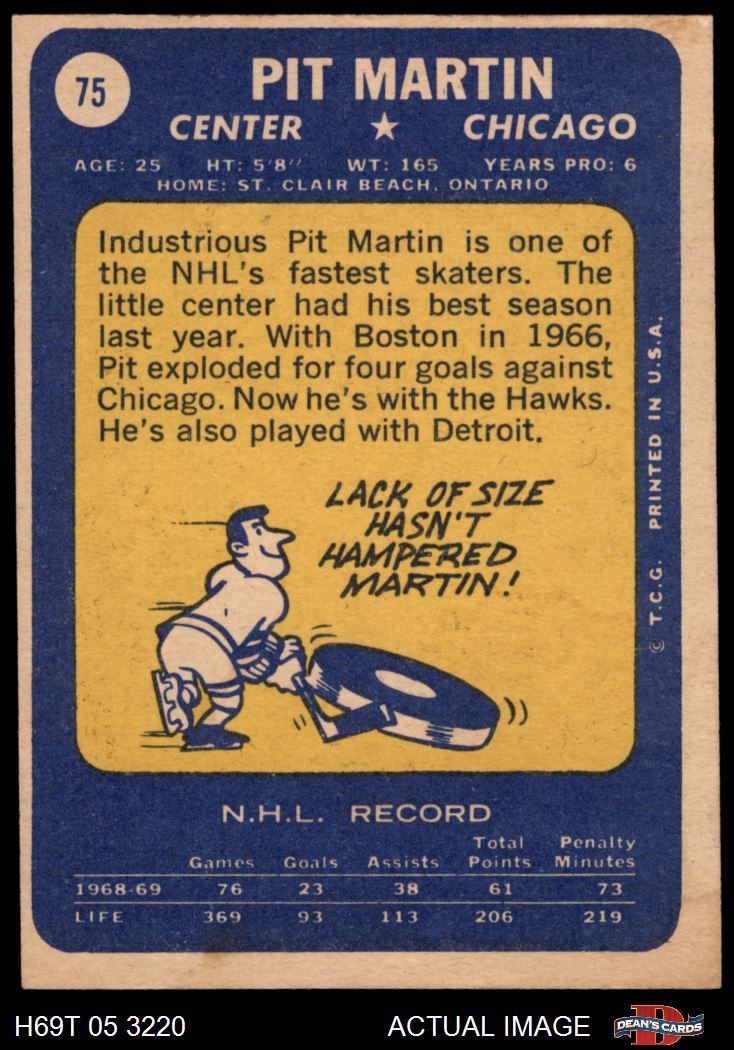 75
PIT MARTIN
CENTER ★ CHICAGO
AGE: 25 HT: 5'8'' WT: 165 YEARS PRO: 6
HOME: ST. CLAIR BEACH, ONTARIO
Industrious Pit Martin is one of
the NHL's fastest skaters. The
little center had his best season
last year. With Boston in 1966,
Pit exploded for four goals against
Chicago. Now he's with the Hawks.
He's also played with Detroit.
LACK OF SIZE
HASN'T
HAMPERED
MARTIN!
© T.C.G. PRINTED IN U.S.A.
N.H.L. RECORD
Total Penalty
Games Goals Assists Points Minutes
1968-69 76 23 38 61 73
LIFE 369 93 113 206 219
H69T 05 3220 ACTUAL IMAGE
D
DEAN'S CARDS